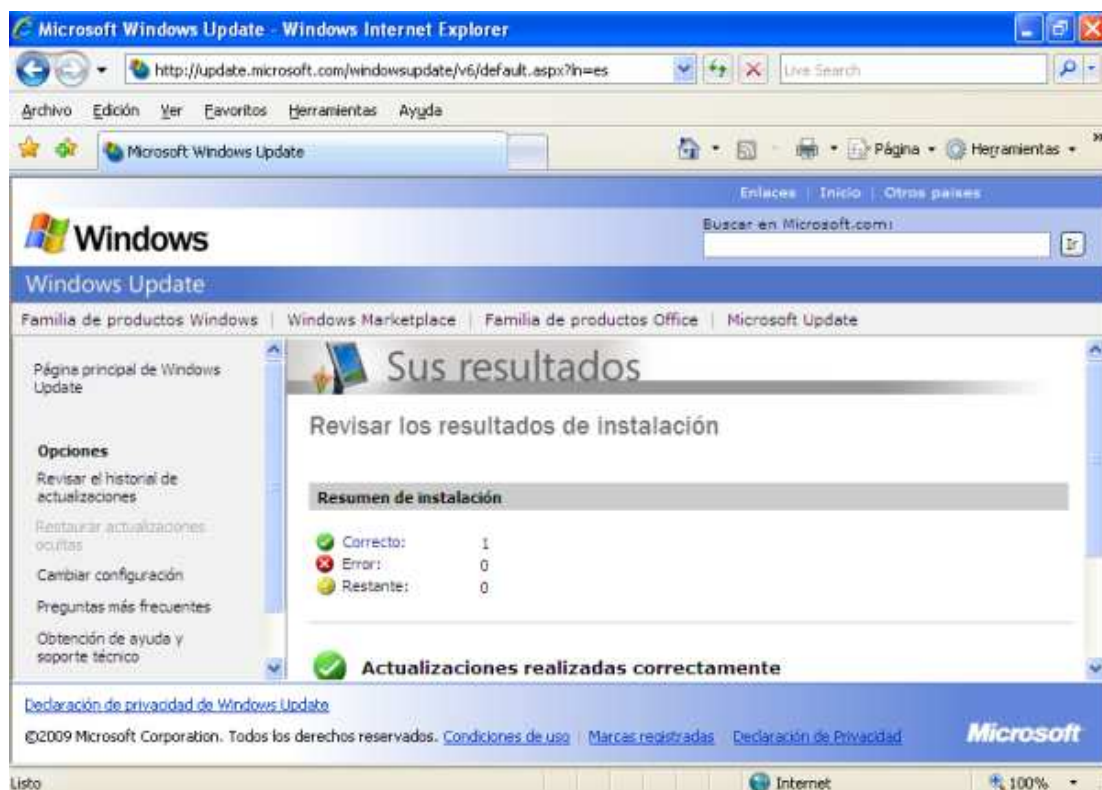 Microsoft Windows Update - Windows Internet Explorer
http://update.microsoft.com/windowsupdate/v6/default.aspx?ln=es
Live Search
Archivo Edición Ver Favoritos Herramientas Ayuda
Microsoft Windows Update
Página
Herramientas
Enlaces | Inicio | Otros países
Windows
Buscar en Microsoft.com:
Ir
Windows Update
Familia de productos Windows | Windows Marketplace | Familia de productos Office | Microsoft Update
Página principal de Windows
Update
Opciones
Revisar el historial de
actualizaciones
Restaurar actualizaciones
ocultas
Cambiar configuración
Preguntas más frecuentes
Obtención de ayuda y
soporte técnico
Sus resultados
Revisar los resultados de instalación
Resumen de instalación
Correcto: 1
Error: 0
Restante: 0
Actualizaciones realizadas correctamente
Declaración de privacidad de Windows Update
©2009 Microsoft Corporation. Todos los derechos reservados. Condiciones de uso | Marcas registradas | Declaración de Privacidad
Microsoft
Listo
Internet
100%